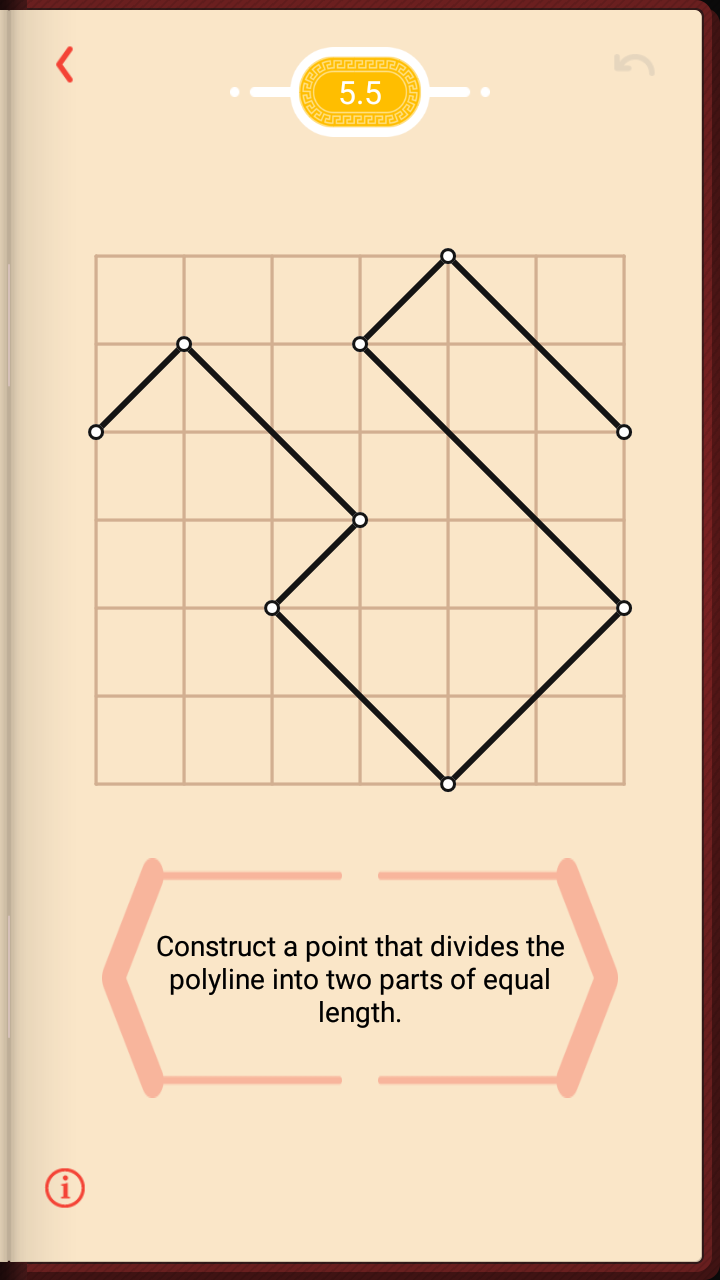 5.5
Construct a point that divides the
polyline into two parts of equal
length.
i